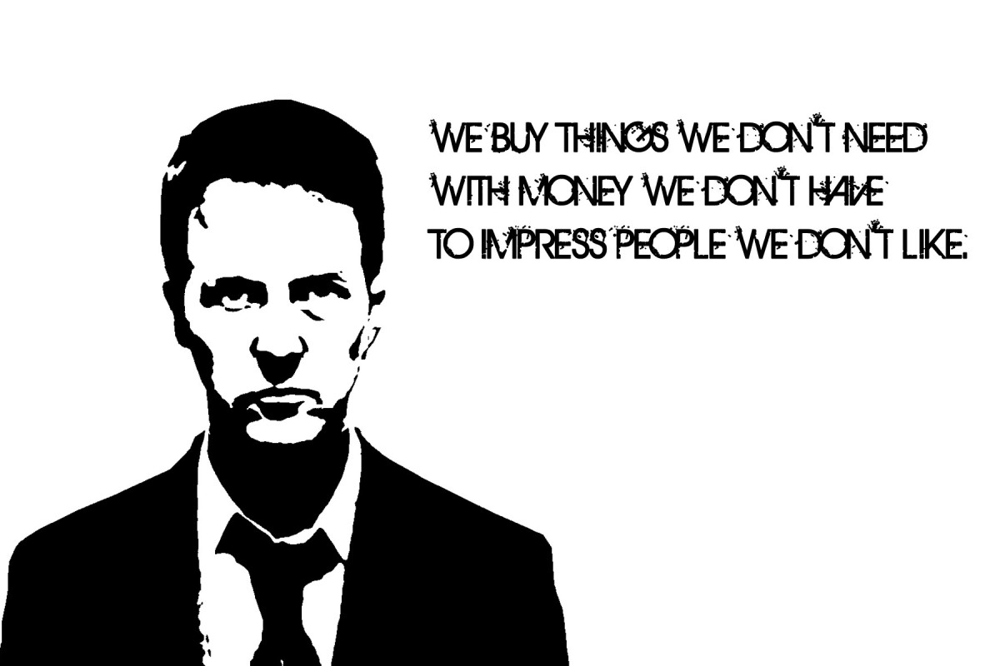 WE BUY THINGS WE DON'T NEED
WITH MONEY WE DON'T HAVE
TO IMPRESS PEOPLE WE DON'T LIKE.